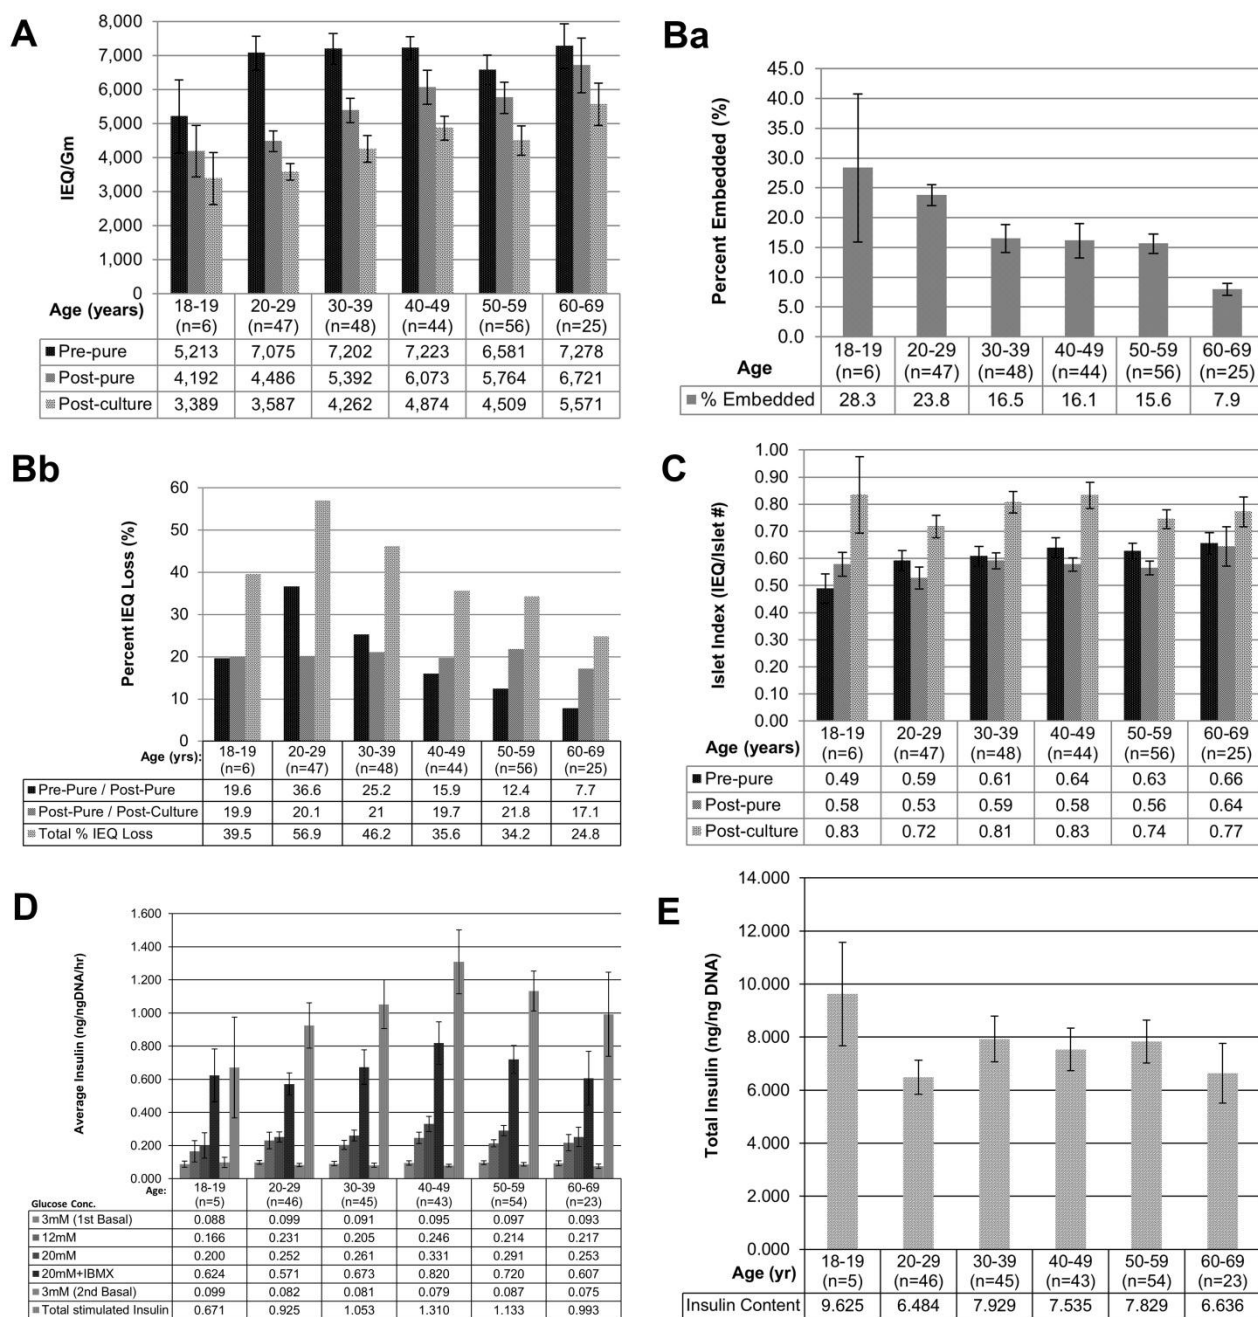 A
8,000
7,000
6,000
5,000
4,000
3,000
2,000
1,000
0
IEQ/Gm
Age (years) 18-19 20-29 30-39 40-49 50-59 60-69
(n=6) (n=47) (n=48) (n=44) (n=56) (n=25)
Pre-pure 5,213 7,075 7,202 7,223 6,581 7,278
Post-pure 4,192 4,486 5,392 6,073 5,764 6,721
Post-culture 3,389 3,587 4,262 4,874 4,509 5,571
Ba
45.0
40.0
35.0
30.0
25.0
20.0
15.0
10.0
5.0
0.0
Percent Embedded (%)
Age 18-19 20-29 30-39 40-49 50-59 60-69
(n=6) (n=47) (n=48) (n=44) (n=56) (n=25)
% Embedded 28.3 23.8 16.5 16.1 15.6 7.9
Bb
60
50
40
30
20
10
0
Percent IEQ Loss (%)
Age (yrs): 18-19 20-29 30-39 40-49 50-59 60-69
(n=6) (n=47) (n=48) (n=44) (n=56) (n=25)
Pre-Pure / Post-Pure 19.6 36.6 25.2 15.9 12.4 7.7
Post-Pure / Post-Culture 19.9 20.1 21 19.7 21.8 17.1
Total % IEQ Loss 39.5 56.9 46.2 35.6 34.2 24.8
C
1.00
0.90
0.80
0.70
0.60
0.50
0.40
0.30
0.20
0.10
0.00
Islet Index (IEQ/Islet #)
Age (years) 18-19 20-29 30-39 40-49 50-59 60-69
(n=6) (n=47) (n=48) (n=44) (n=56) (n=25)
Pre-pure 0.49 0.59 0.61 0.64 0.63 0.66
Post-pure 0.58 0.53 0.59 0.58 0.56 0.64
Post-culture 0.83 0.72 0.81 0.83 0.74 0.77
D
1.600
1.400
1.200
1.000
0.800
0.600
0.400
0.200
0.000
Average Insulin (ng/ngDNA/hr)
Age: 18-19 20-29 30-39 40-49 50-59 60-69
Glucose Conc. (n=5) (n=46) (n=45) (n=43) (n=54) (n=23)
3mM (1st Basal) 0.088 0.099 0.091 0.095 0.097 0.093
12mM 0.166 0.231 0.205 0.246 0.214 0.217
20mM 0.200 0.252 0.261 0.331 0.291 0.253
20mM+IBMX 0.624 0.571 0.673 0.820 0.720 0.607
3mM (2nd Basal) 0.099 0.082 0.081 0.079 0.087 0.075
Total stimulated Insulin 0.671 0.925 1.053 1.310 1.133 0.993
E
14.000
12.000
10.000
8.000
6.000
4.000
2.000
0.000
Total Insulin (ng/ng DNA)
Age (yr) 18-19 20-29 30-39 40-49 50-59 60-69
(n=5) (n=46) (n=45) (n=43) (n=54) (n=23)
Insulin Content 9.625 6.484 7.929 7.535 7.829 6.636